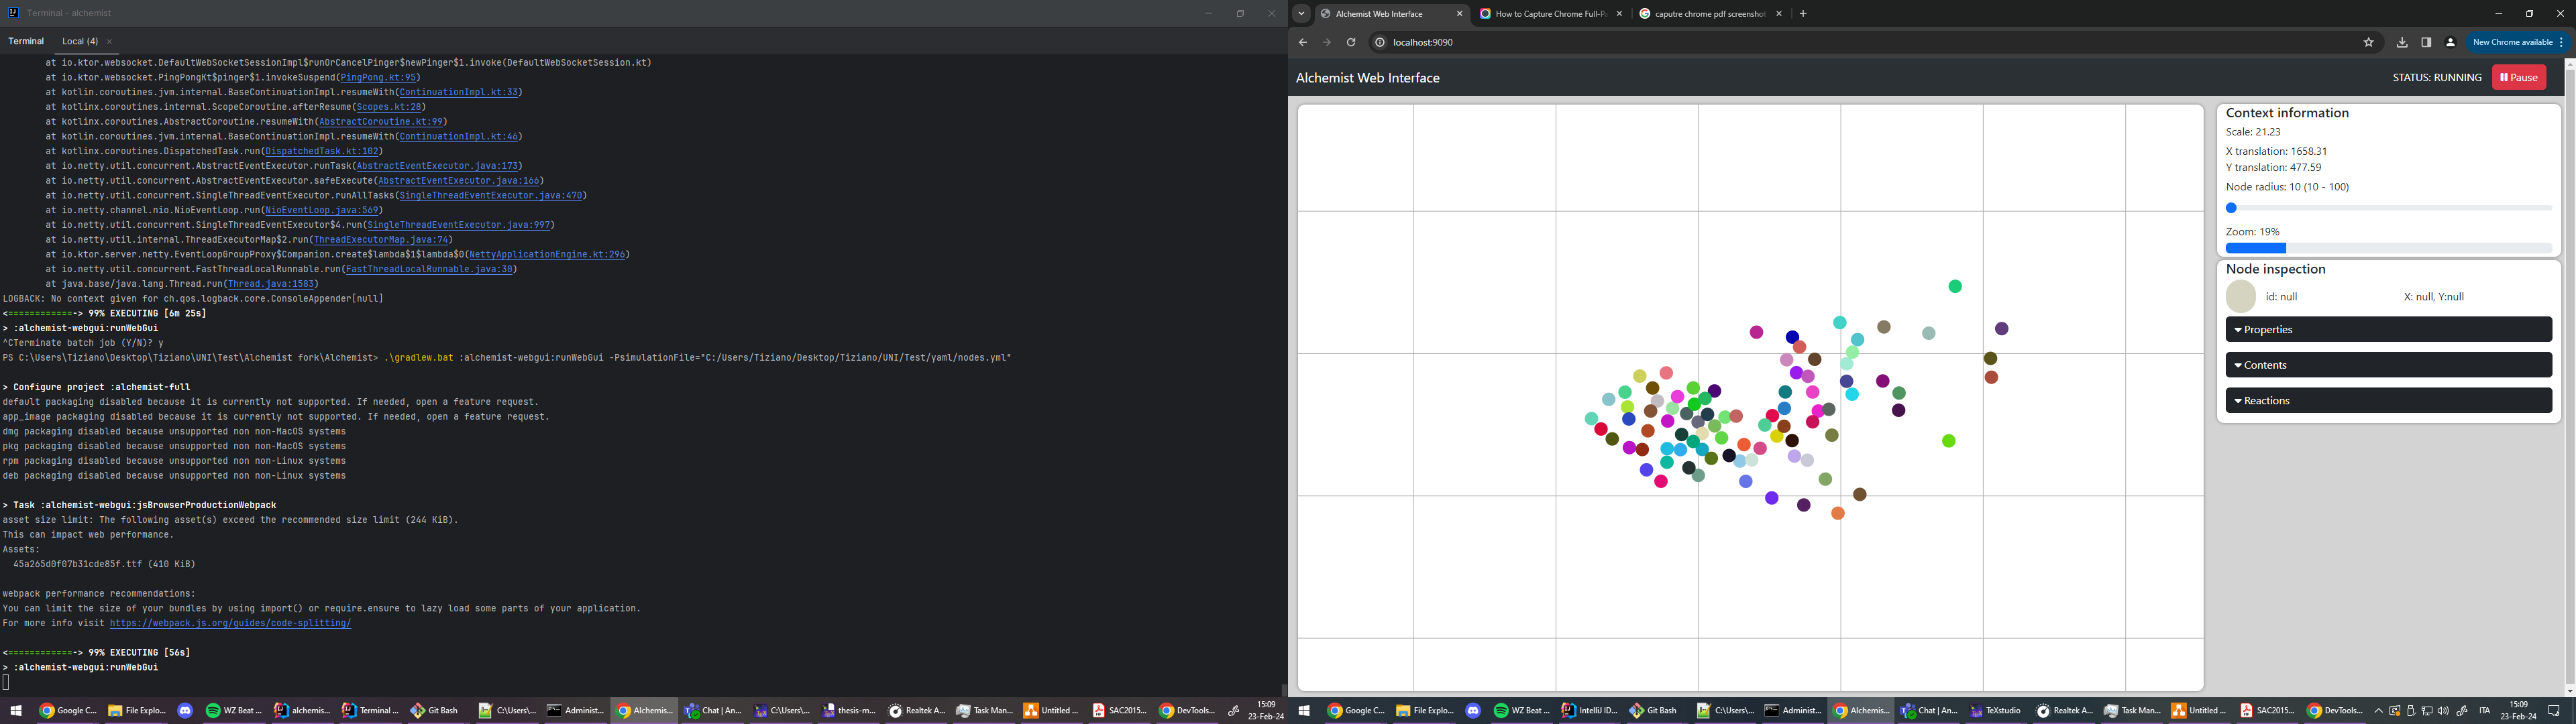 Terminal - alchemist
Terminal Local (4)
at io.ktor.websocket.DefaultWebSocketSessionImpl$runOrCancelPinger$newPinger$1.invoke(DefaultWebSocketSession.kt)
at io.ktor.websocket.PingPongKt$pinger$1.invokeSuspend(PingPong.kt:95)
at kotlin.coroutines.jvm.internal.BaseContinuationImpl.resumeWith(ContinuationImpl.kt:33)
at kotlinx.coroutines.internal.ScopeCoroutine.afterResume(Scopes.kt:28)
at kotlinx.coroutines.AbstractCoroutine.resumeWith(AbstractCoroutine.kt:99)
at kotlin.coroutines.jvm.internal.BaseContinuationImpl.resumeWith(ContinuationImpl.kt:46)
at kotlinx.coroutines.DispatchedTask.run(DispatchedTask.kt:102)
at io.netty.util.concurrent.AbstractEventExecutor.runTask(AbstractEventExecutor.java:173)
at io.netty.util.concurrent.AbstractEventExecutor.safeExecute(AbstractEventExecutor.java:166)
at io.netty.util.concurrent.SingleThreadEventExecutor.runAllTasks(SingleThreadEventExecutor.java:470)
at io.netty.channel.nio.NioEventLoop.run(NioEventLoop.java:569)
at io.netty.util.concurrent.SingleThreadEventExecutor$4.run(SingleThreadEventExecutor.java:997)
at io.netty.util.internal.ThreadExecutorMap$2.run(ThreadExecutorMap.java:74)
at io.ktor.server.netty.EventLoopGroupProxy$Companion.create$lambda$1$lambda$0(NettyApplicationEngine.kt:296)
at io.netty.util.concurrent.FastThreadLocalRunnable.run(FastThreadLocalRunnable.java:30)
at java.base/java.lang.Thread.run(Thread.java:1583)
LOGBACK: No context given for ch.qos.logback.core.ConsoleAppender[null]
<============-> 99% EXECUTING [6m 25s]
> :alchemist-webgui:runWebGui
^CTerminate batch job (Y/N)? y
PS C:\Users\Tiziano\Desktop\Tiziano\UNI\Test\Alchemist fork\Alchemist> .\gradlew.bat :alchemist-webgui:runWebGui -PsimulationFile="C:/Users/Tiziano/Desktop/Tiziano/UNI/Test/yaml/nodes.yml"
> Configure project :alchemist-full
default packaging disabled because it is currently not supported. If needed, open a feature request.
app_image packaging disabled because it is currently not supported. If needed, open a feature request.
dmg packaging disabled because unsupported non non-MacOS systems
pkg packaging disabled because unsupported non non-MacOS systems
rpm packaging disabled because unsupported non non-Linux systems
deb packaging disabled because unsupported non non-Linux systems
> Task :alchemist-webgui:jsBrowserProductionWebpack
asset size limit: The following asset(s) exceed the recommended size limit (244 KiB).
This can impact web performance.
Assets:
45a265d0f07b31cde85f.ttf (410 KiB)
webpack performance recommendations:
You can limit the size of your bundles by using import() or require.ensure to lazy load some parts of your application.
For more info visit https://webpack.js.org/guides/code-splitting/
<============-> 99% EXECUTING [56s]
> :alchemist-webgui:runWebGui
Google C... File Explo... WZ Beat ... alchemis... Terminal ... Git Bash C:\Users\... Administ... Alchemis... Chat | An... C:\Users\... thesis-m... Realtek A... Task Man... Untitled ... SAC2015... DevTools...
15:09
23-Feb-24
Alchemist Web Interface How to Capture Chrome Full-P caputre chrome pdf screenshot
localhost:9090 New Chrome available
Alchemist Web Interface STATUS: RUNNING Pause
Context information
Scale: 21.23
X translation: 1658.31
Y translation: 477.59
Node radius: 10 (10 - 100)
Zoom: 19%
Node inspection
id: null X: null, Y:null
Properties
Contents
Reactions
Google C... File Explo... WZ Beat ... IntelliJ ID... Git Bash C:\Users\... Administ... Alchemis... Chat | An... TeXstudio Realtek A... Task Man... Untitled ... SAC2015... DevTools... ITA
15:09
23-Feb-24